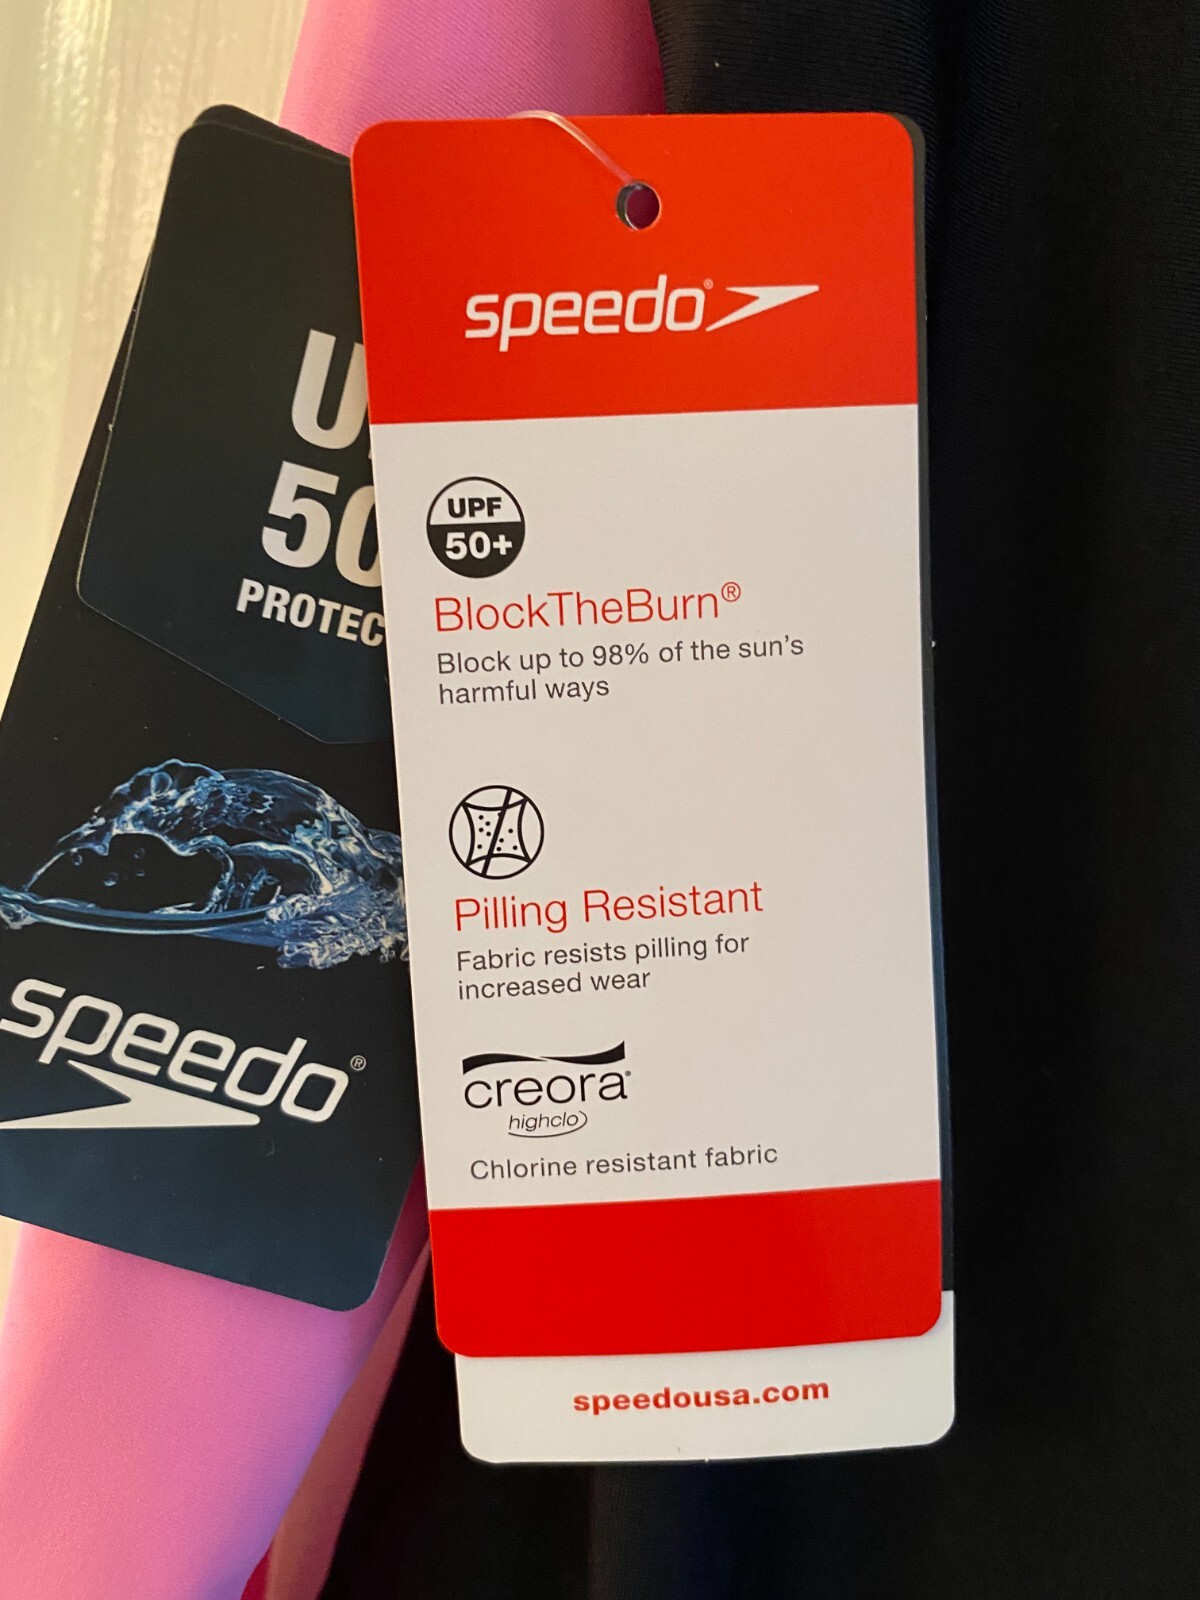 speedo®
UPF
50+
BlockTheBurn®
Block up to 98% of the sun's
harmful ways
Pilling Resistant
Fabric resists pilling for
increased wear
creora®
highclo
Chlorine resistant fabric
speedousa.com
50
speedo®